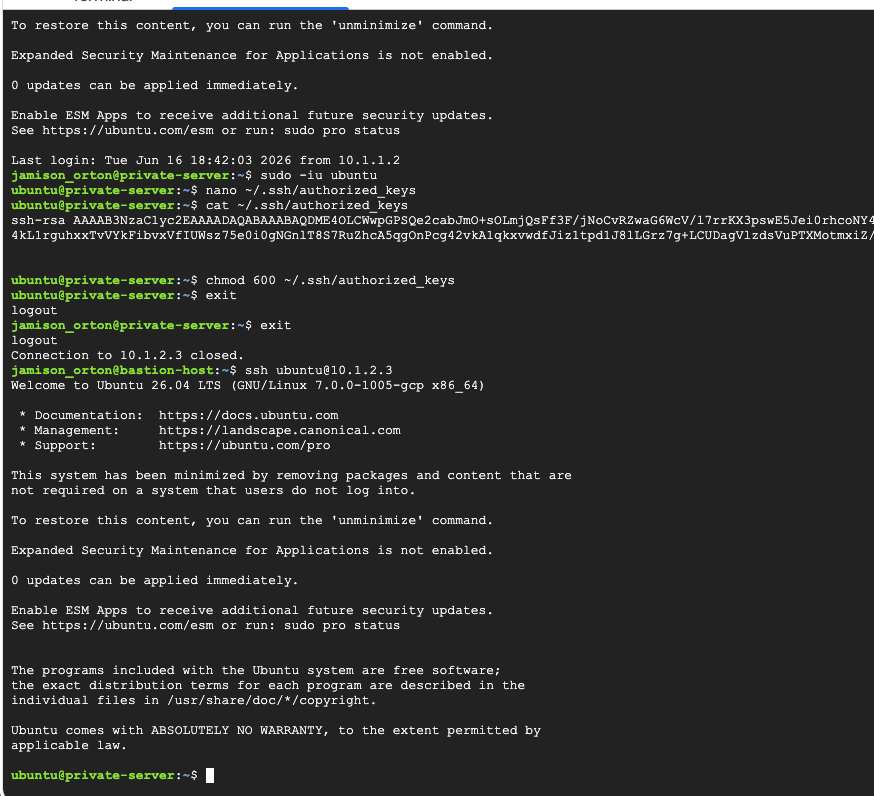 To restore this content, you can run the 'unminimize' command.
Expanded Security Maintenance for Applications is not enabled.
0 updates can be applied immediately.
Enable ESM Apps to receive additional future security updates.
See https://ubuntu.com/esm or run: sudo pro status
Last login: Tue Jun 16 18:42:03 2026 from 10.1.1.2
jamison_orton@private-server:~$ sudo -iu ubuntu
ubuntu@private-server:~$ nano ~/.ssh/authorized_keys
ubuntu@private-server:~$ cat ~/.ssh/authorized_keys
ssh-rsa AAAAB3NzaC1yc2EAAAADAQABAAABAQDME4OLCWwpGPSQe2cabJmO+sOLmjQsFf3F/jNoCvRZwaG6WcV/l7rrKX3pswE5Jei0rhcoNY4
4kL1rguhxxTvVYkFibvxVfIUWsz75e0i0gNGnlT8S7RuZhcA5qgOnPcg42vkAlqkxvwdfJiz1tpd1J8lLGrz7g+LCUDagVlzdsVuPTXMotmxiZ/
ubuntu@private-server:~$ chmod 600 ~/.ssh/authorized_keys
ubuntu@private-server:~$ exit
logout
jamison_orton@private-server:~$ exit
logout
Connection to 10.1.2.3 closed.
jamison_orton@bastion-host:~$ ssh ubuntu@10.1.2.3
Welcome to Ubuntu 26.04 LTS (GNU/Linux 7.0.0-1005-gcp x86_64)
* Documentation: https://docs.ubuntu.com
* Management: https://landscape.canonical.com
* Support: https://ubuntu.com/pro
This system has been minimized by removing packages and content that are
not required on a system that users do not log into.
To restore this content, you can run the 'unminimize' command.
Expanded Security Maintenance for Applications is not enabled.
0 updates can be applied immediately.
Enable ESM Apps to receive additional future security updates.
See https://ubuntu.com/esm or run: sudo pro status
The programs included with the Ubuntu system are free software;
the exact distribution terms for each program are described in the
individual files in /usr/share/doc/*/copyright.
Ubuntu comes with ABSOLUTELY NO WARRANTY, to the extent permitted by
applicable law.
ubuntu@private-server:~$